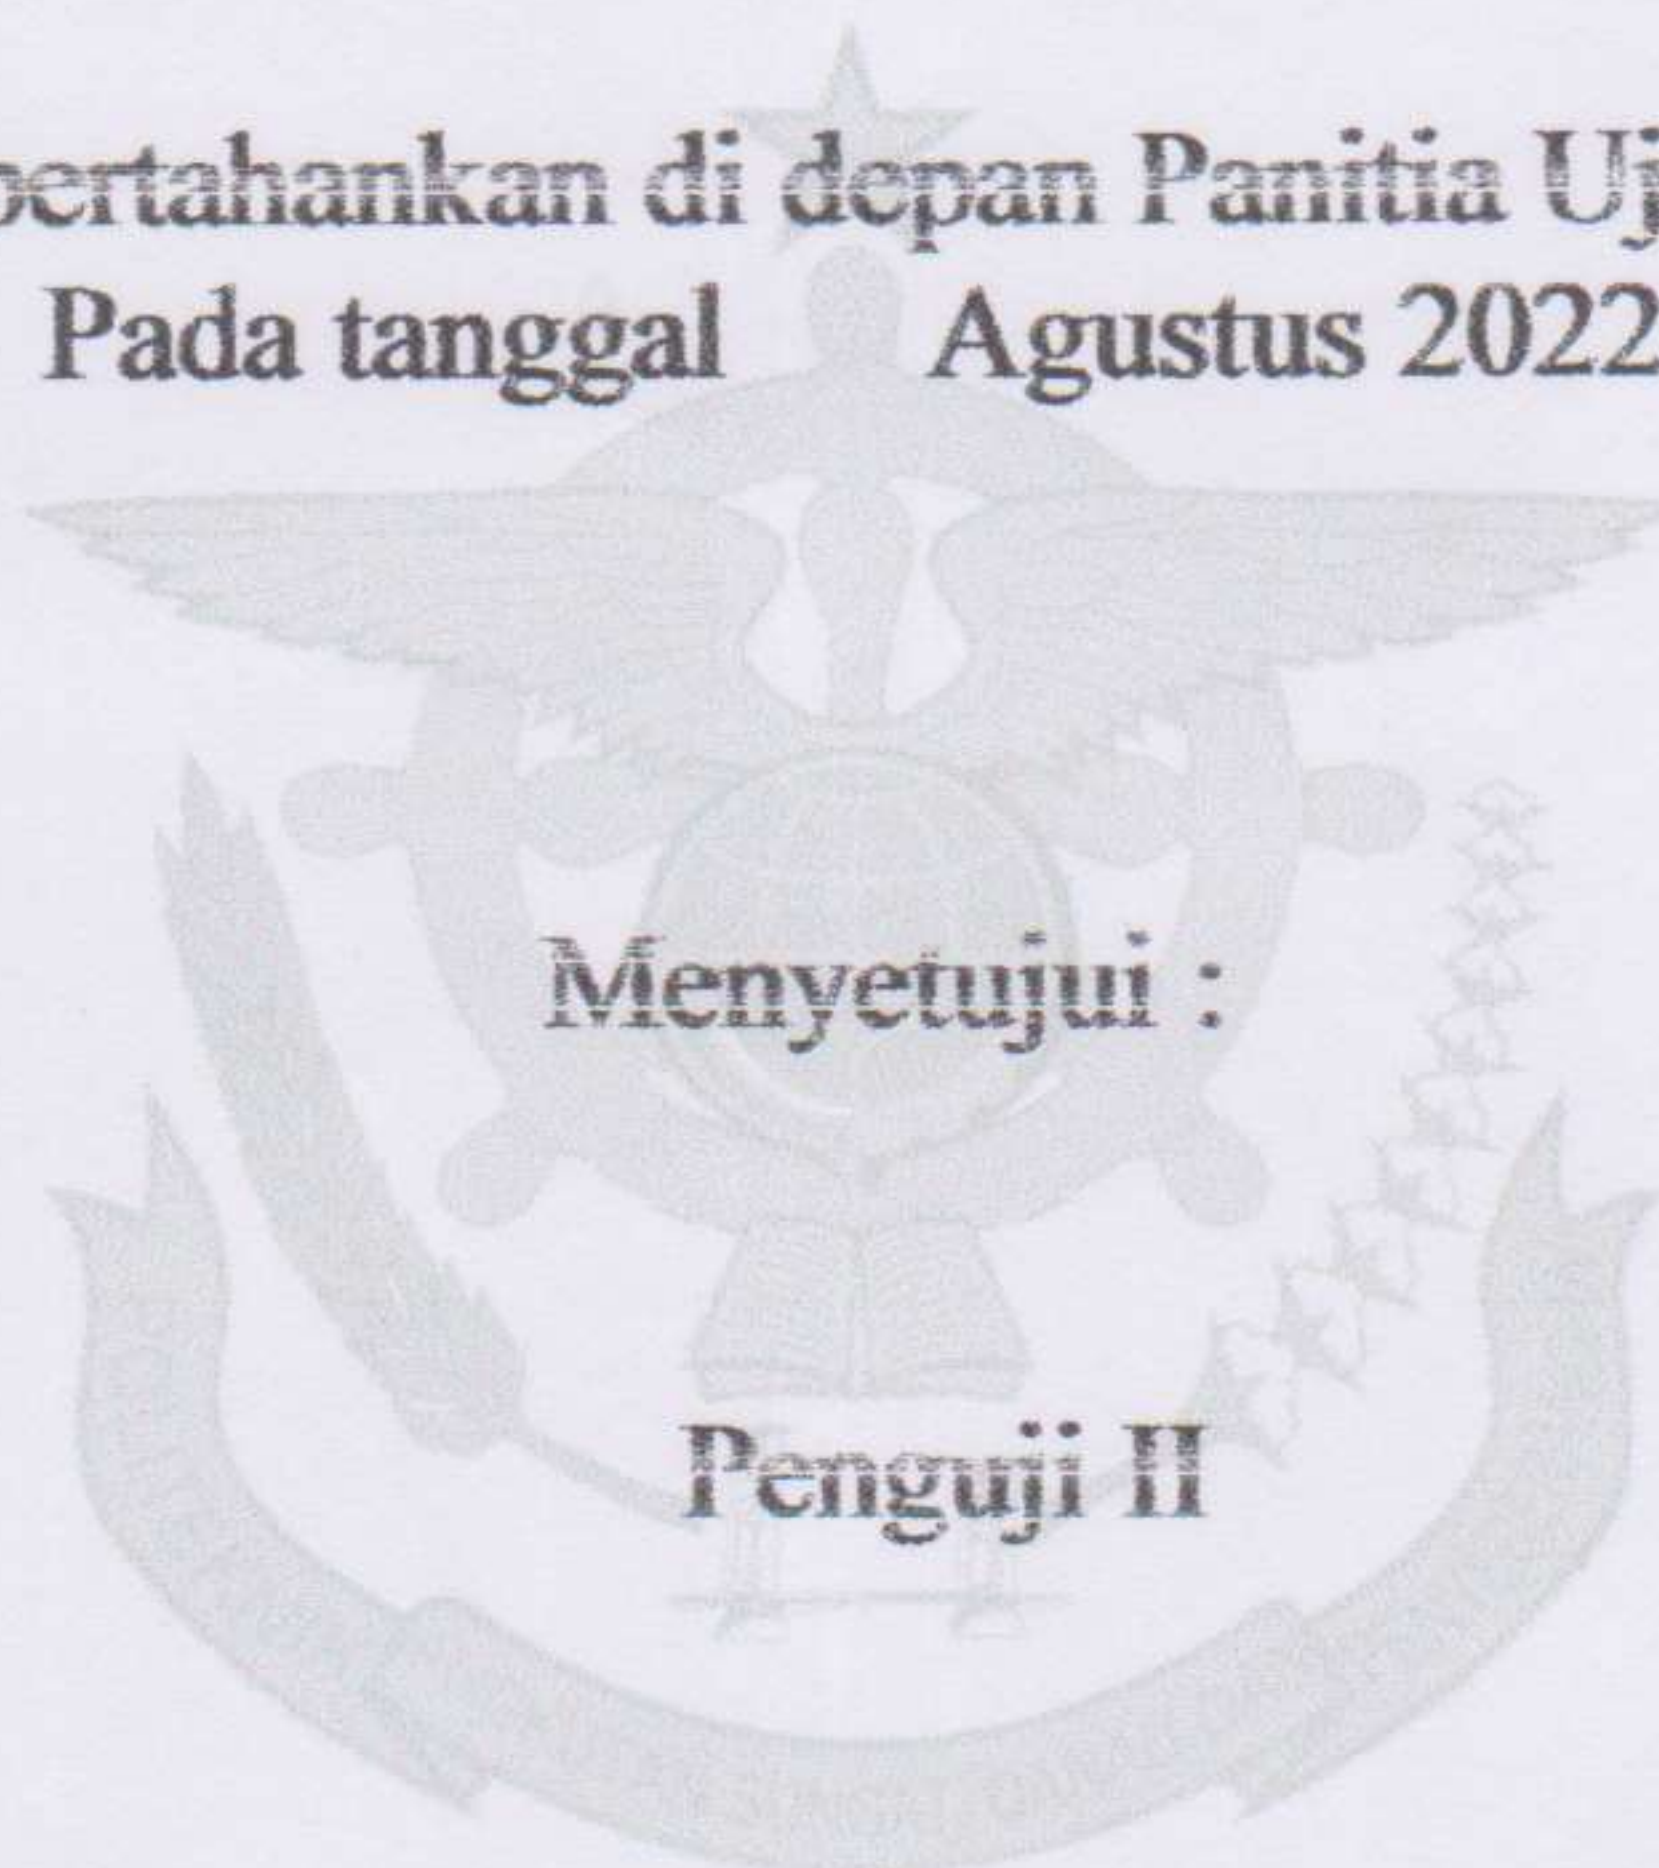 pertahankan di depan Panitia Uj
Pada tanggal Agustus 2022
Menyetujui :
Penguji II